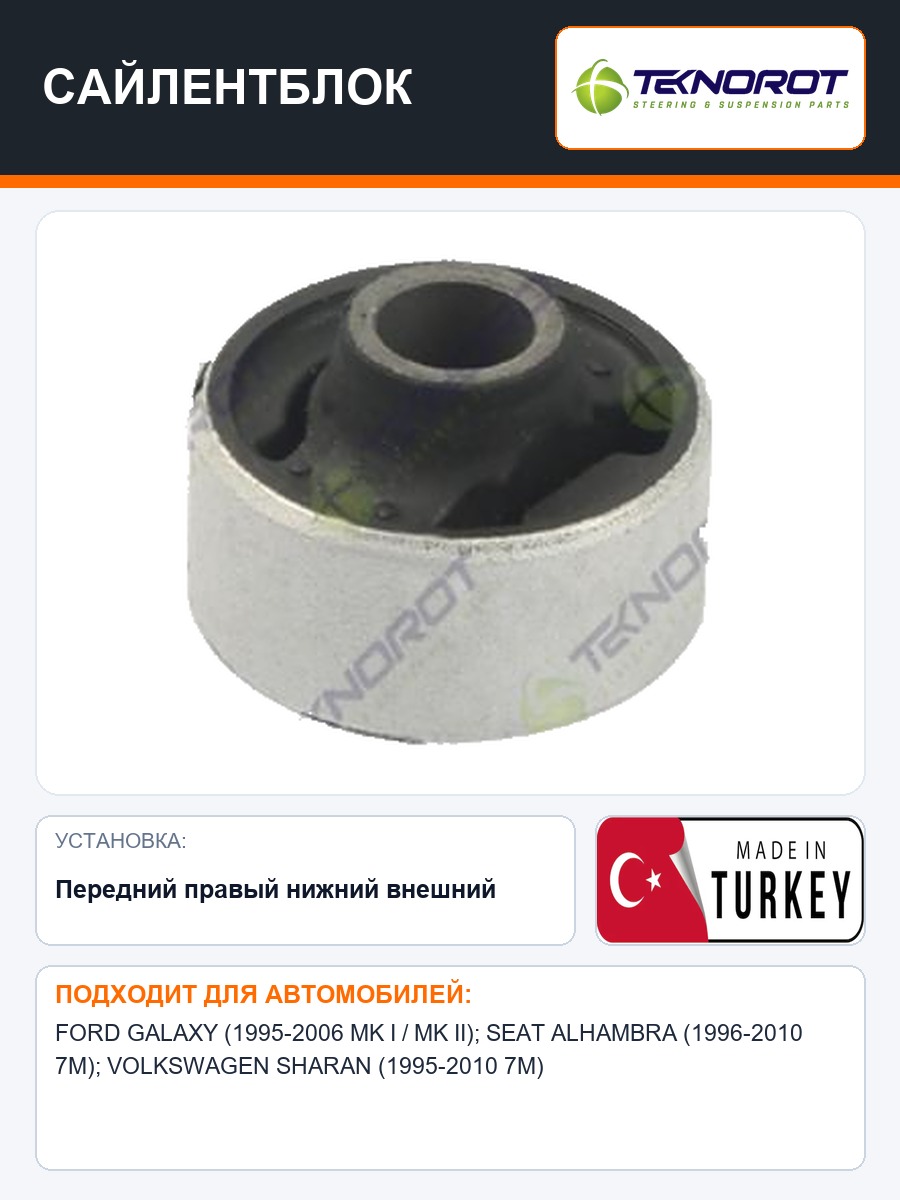 САЙЛЕНТБЛОК
TEKNOROT
STEERING & SUSPENSION PARTS
TEKNOROT
УСТАНОВКА:
Передний правый нижний внешний
MADE IN
TURKEY
ПОДХОДИТ ДЛЯ АВТОМОБИЛЕЙ:
FORD GALAXY (1995-2006 MK I / MK II); SEAT ALHAMBRA (1996-2010
7M); VOLKSWAGEN SHARAN (1995-2010 7M)